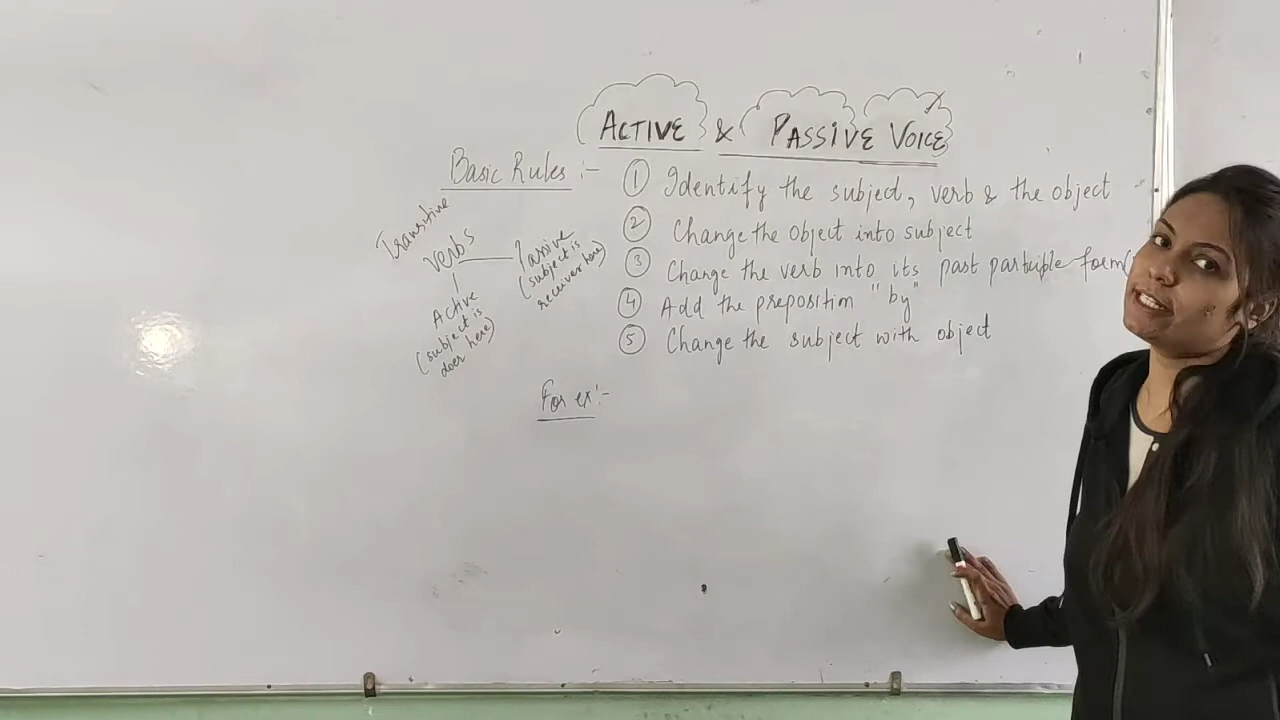 ACTIVE & PASSIVE VOICE
Basic Rules :-
① Identify the subject, verb & the object
② Change the object into subject
③ Change the verb into its past participle form(
④ Add the preposition "by"
⑤ Change the subject with object
Transitive
verbs
Passive
(subject is
receiver here)
Active
(subject is
doer here)
For ex:-